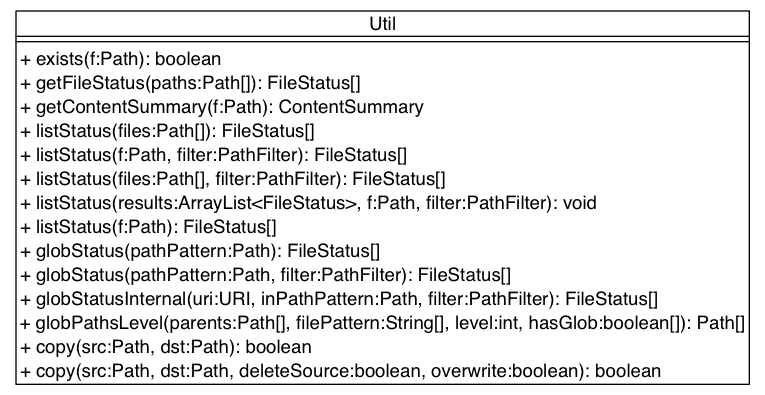 Util
+ exists(f:Path): boolean
+ getFileStatus(paths:Path[]): FileStatus[]
+ getContentSummary(f:Path): ContentSummary
+ listStatus(files:Path[]): FileStatus[]
+ listStatus(f:Path, filter:PathFilter): FileStatus[]
+ listStatus(files:Path[], filter:PathFilter): FileStatus[]
+ listStatus(results:ArrayList<FileStatus>, f:Path, filter:PathFilter): void
+ listStatus(f:Path): FileStatus[]
+ globStatus(pathPattern:Path): FileStatus[]
+ globStatus(pathPattern:Path, filter:PathFilter): FileStatus[]
+ globStatusInternal(uri:URI, inPathPattern:Path, filter:PathFilter): FileStatus[]
+ globPathsLevel(parents:Path[], filePattern:String[], level:int, hasGlob:boolean[]): Path[]
+ copy(src:Path, dst:Path): boolean
+ copy(src:Path, dst:Path, deleteSource:boolean, overwrite:boolean): boolean